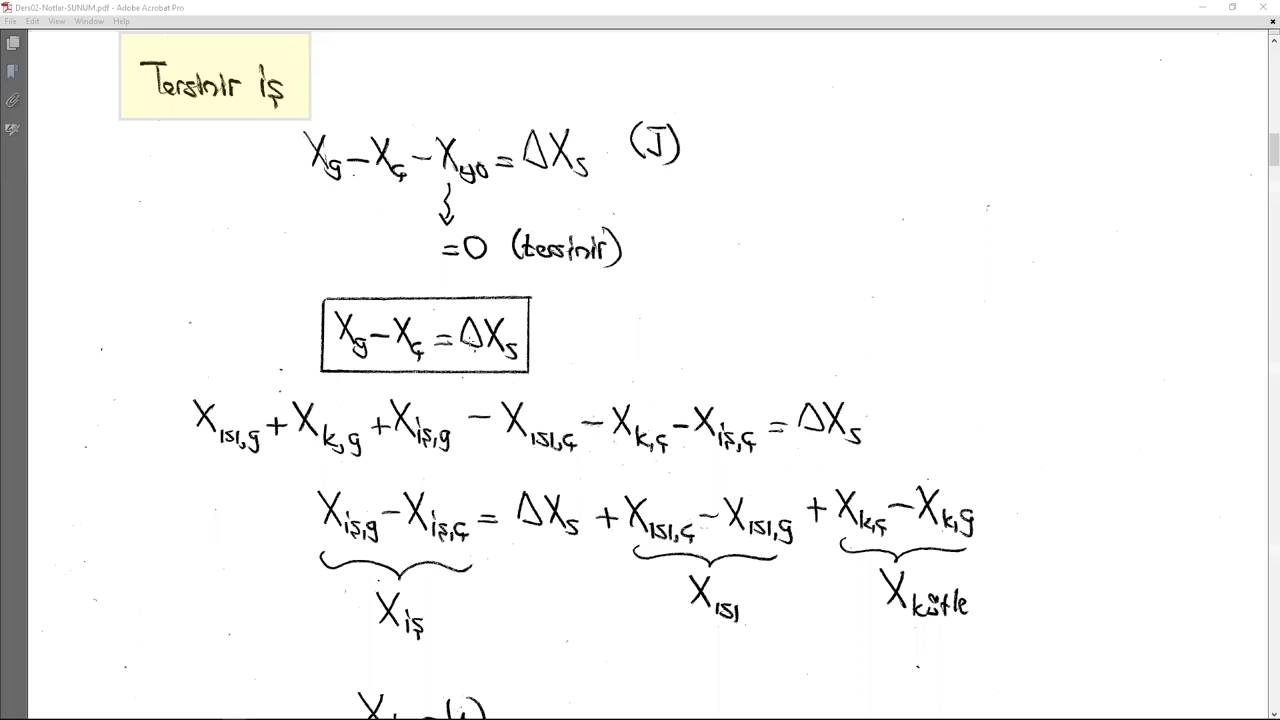 Ders02-Notlar-SUNUM.pdf - Adobe Acrobat Pro
File Edit View Window Help
Tersinir iş
X_g - X_ç - X_yo = ΔX_s (J)
=0 (tersinir)
X_g - X_ç = ΔX_s
X_ısı,g + X_k,g + X_iş,g - X_ısı,ç - X_k,ç - X_iş,ç = ΔX_s
X_iş,g - X_iş,ç = ΔX_s + X_ısı,ç - X_ısı,g + X_k,ç - X_k,g
X_iş X_ısı X_kütle